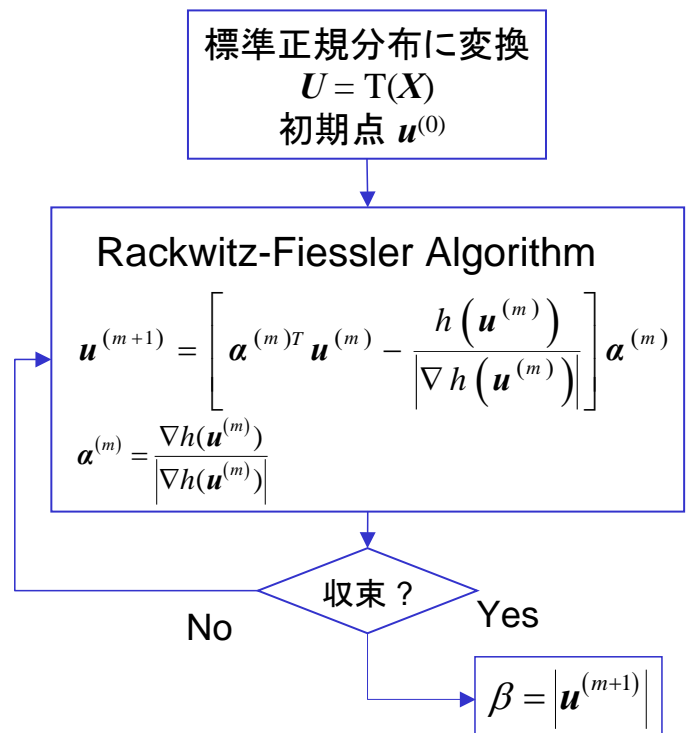 標準正規分布に変換
U = T(X)
初期点 u⁽⁰⁾
Rackwitz-Fiessler Algorithm
u^(m+1) = [ α^(m)T u^(m) − h(u^(m)) / |∇h(u^(m))| ] α^(m)
α^(m) = ∇h(u^(m)) / |∇h(u^(m))|
収束？
No
Yes
β = |u^(m+1)|